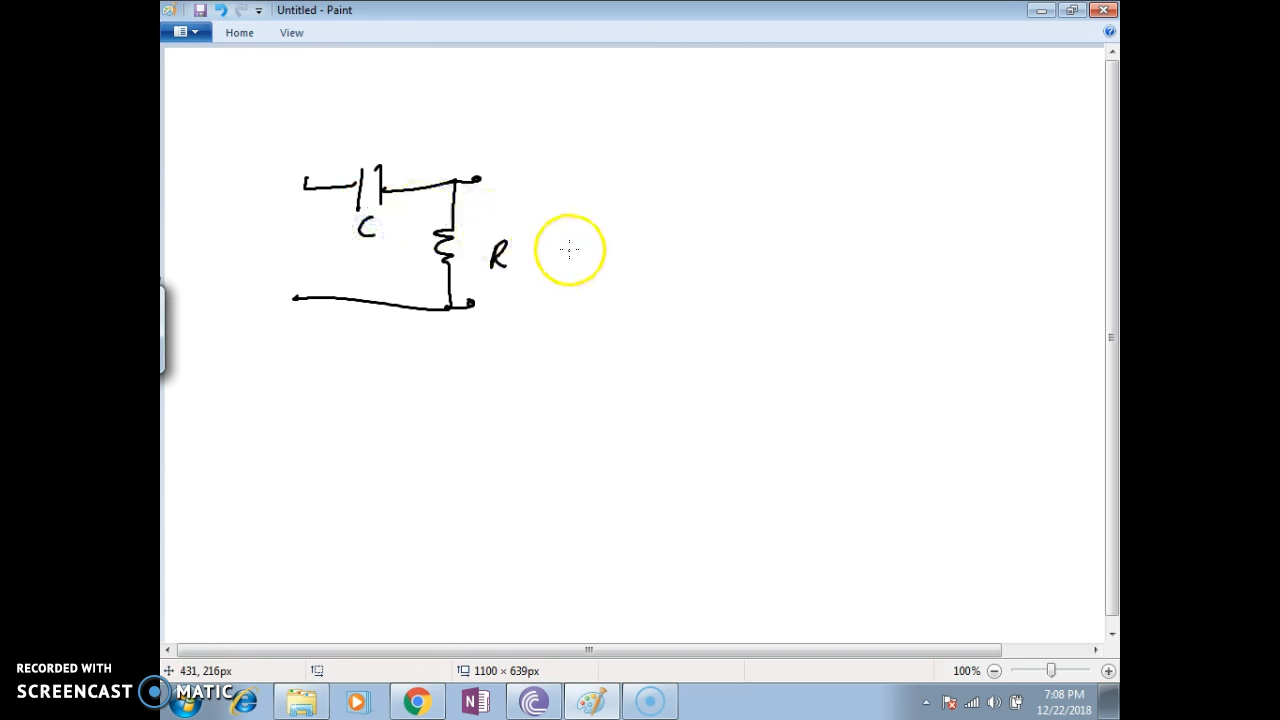 Untitled - Paint
Home View
C
R
431, 216px
1100 × 639px
100%
RECORDED WITH
SCREENCAST MATIC
7:08 PM
12/22/2018